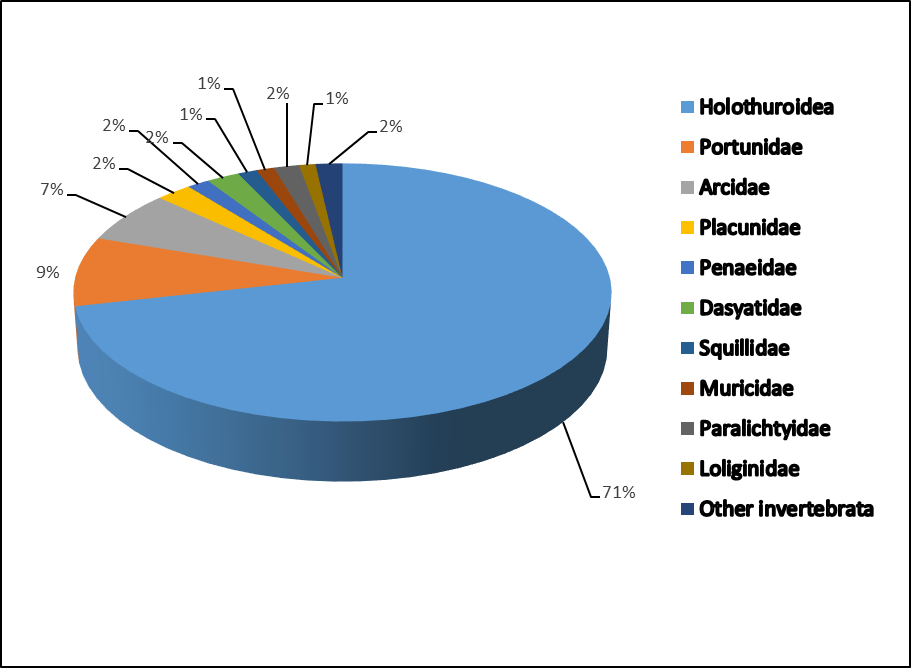 1%
2%
1%
1%
2%
2%
2%
2%
7%
9%
71%
Holothuroidea
Portunidae
Arcidae
Placunidae
Penaeidae
Dasyatidae
Squillidae
Muricidae
Paralichtyidae
Loliginidae
Other invertebrata